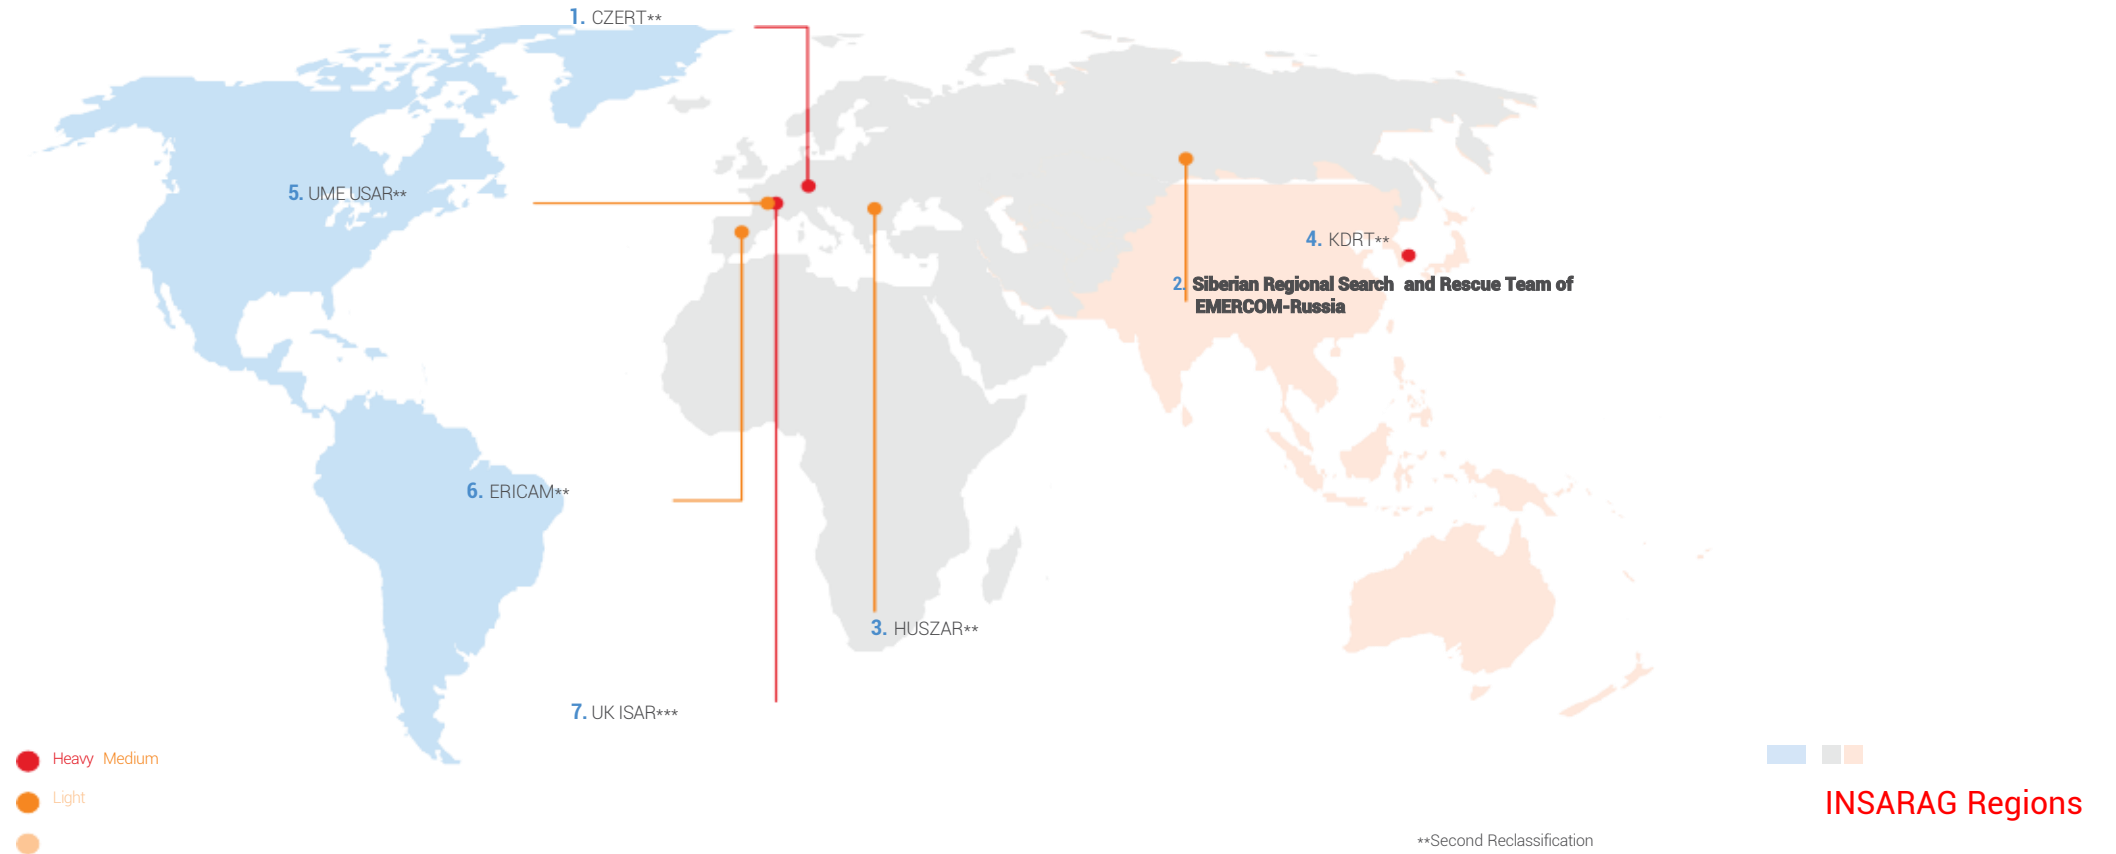 1. CZERT**
5. UME USAR**
4. KDRT**
2. Siberian Regional Search and Rescue Team of
EMERCOM-Russia
6. ERICAM**
3. HUSZAR**
7. UK ISAR***
Heavy Medium
Light
INSARAG Regions
**Second Reclassification